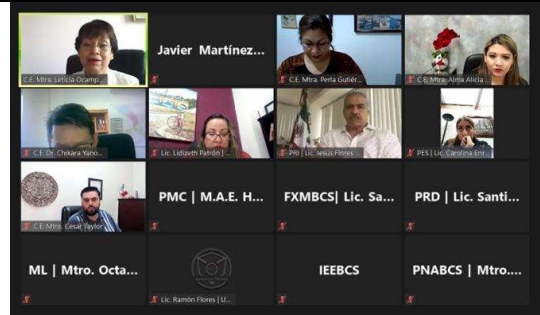 C.E. Mtra. Leticia Ocamp...
Javier Martínez...
C.E. Mtra. Perla Gutiér...
C.E. Mtra. Alma Alicia...
C.E. Dr. Chikara Yano...
Lic. Lidizeth Patrón | ...
PRI | Lic. Jesús Flores
PES | Lic. Carolina Enr...
C.E. Mtro. César Taylor
PMC | M.A.E. H...
FXMBCS| Lic. Sa...
PRD | Lic. Santi...
ML | Mtro. Octa...
Lic. Ramón Flores | U...
IEEBCS
PNABCS | Mtro....